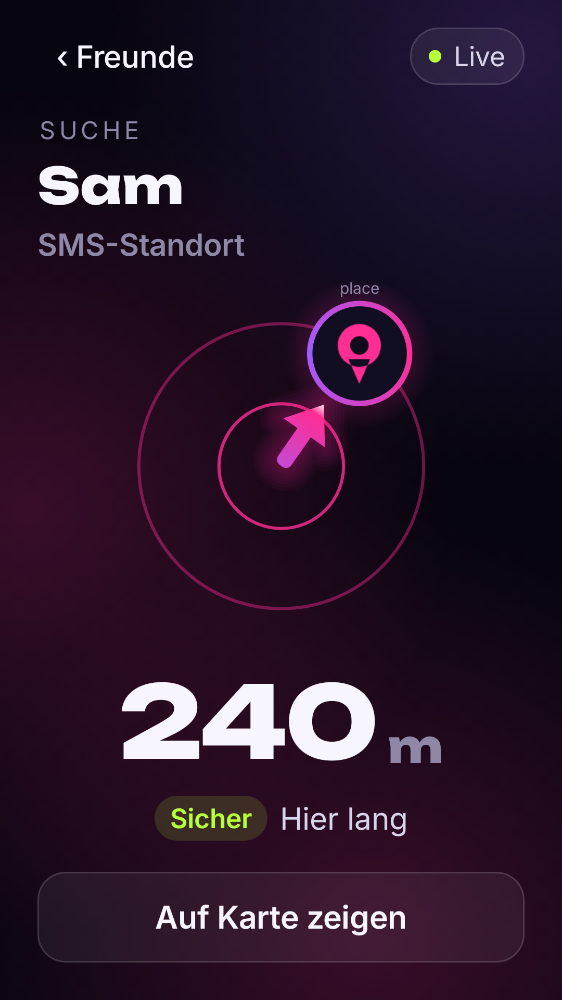 ‹ Freunde
Live
SUCHE
Sam
SMS-Standort
place
240 m
Sicher Hier lang
Auf Karte zeigen